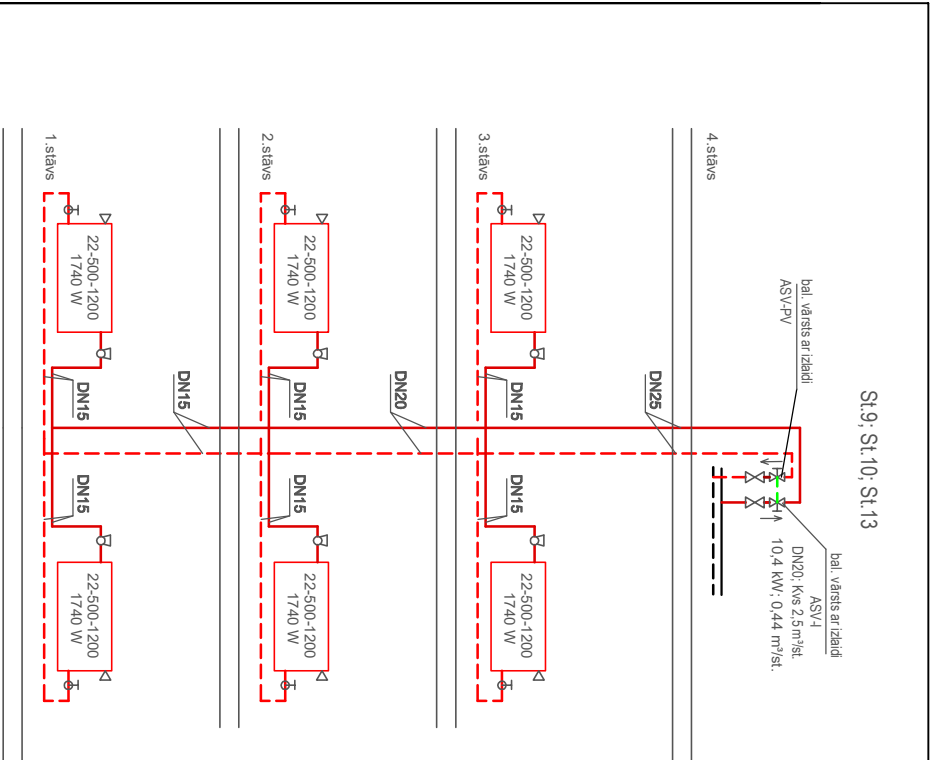 St.9; St.10; St.13
bal. vārsts ar izlaidi
ASV-PV
bal. vārsts ar izlaidi
ASV-I
DN20; Kvs 2,5 m³/st.
10,4 kW; 0,44 m³/st.
4.stāvs
DN25
3.stāvs
22-500-1200
1740 W
DN15
DN15
22-500-1200
1740 W
DN20
2.stāvs
22-500-1200
1740 W
DN15
DN15
22-500-1200
1740 W
DN15
1.stāvs
22-500-1200
1740 W
DN15
DN15
22-500-1200
1740 W